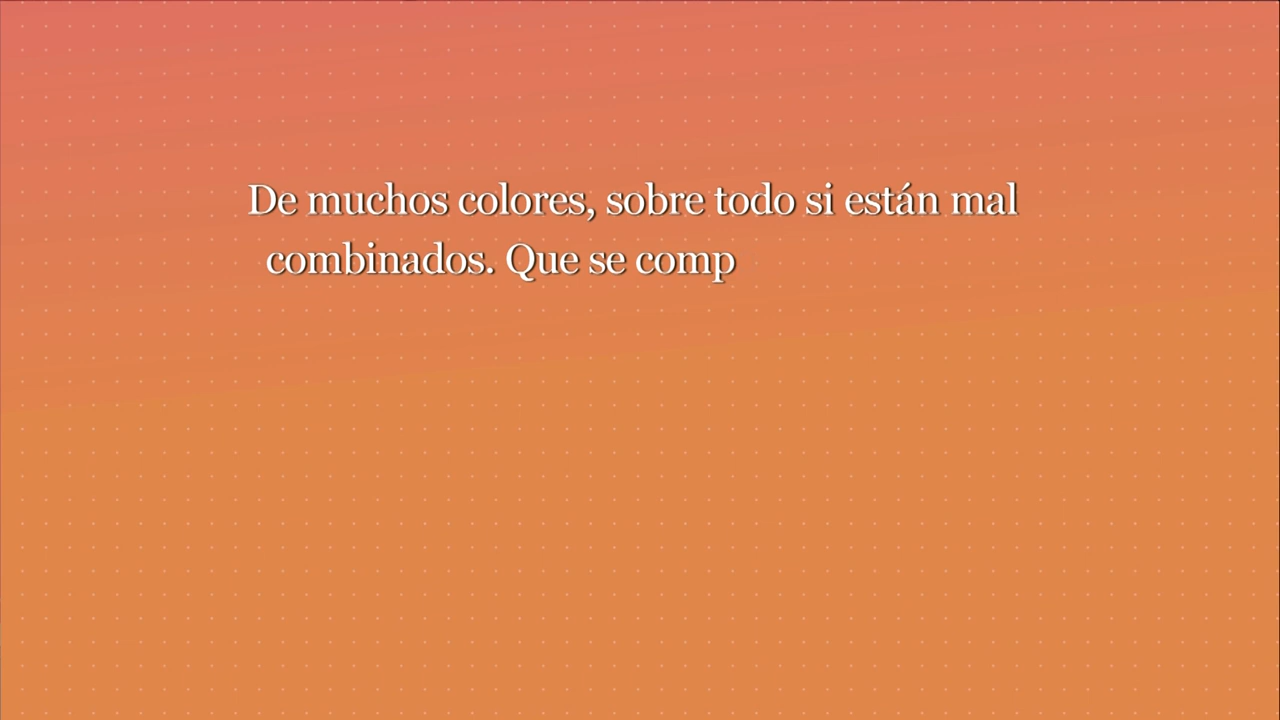 De muchos colores, sobre todo si están mal
combinados. Que se comp